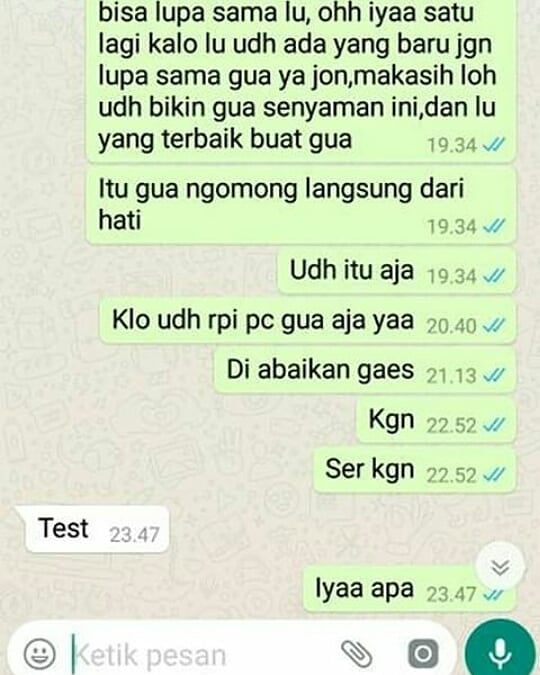 bisa lupa sama lu, ohh iyaa satu
lagi kalo lu udh ada yang baru jgn
lupa sama gua ya jon,makasih loh
udh bikin gua senyaman ini,dan lu
yang terbaik buat gua 19.34
Itu gua ngomong langsung dari
hati 19.34
Udh itu aja 19.34
Klo udh rpi pc gua aja yaa 20.40
Di abaikan gaes 21.13
Kgn 22.52
Ser kgn 22.52
Test 23.47
Iyaa apa 23.47
Ketik pesan